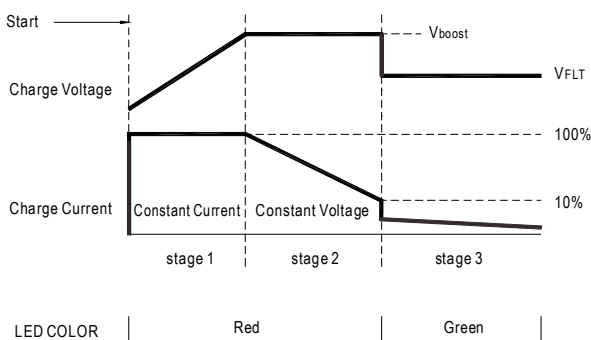 Start
Vboost
VFLT
Charge Voltage
100%
10%
Charge Current
Constant Current
Constant Voltage
stage 1
stage 2
stage 3
LED COLOR
Red
Green